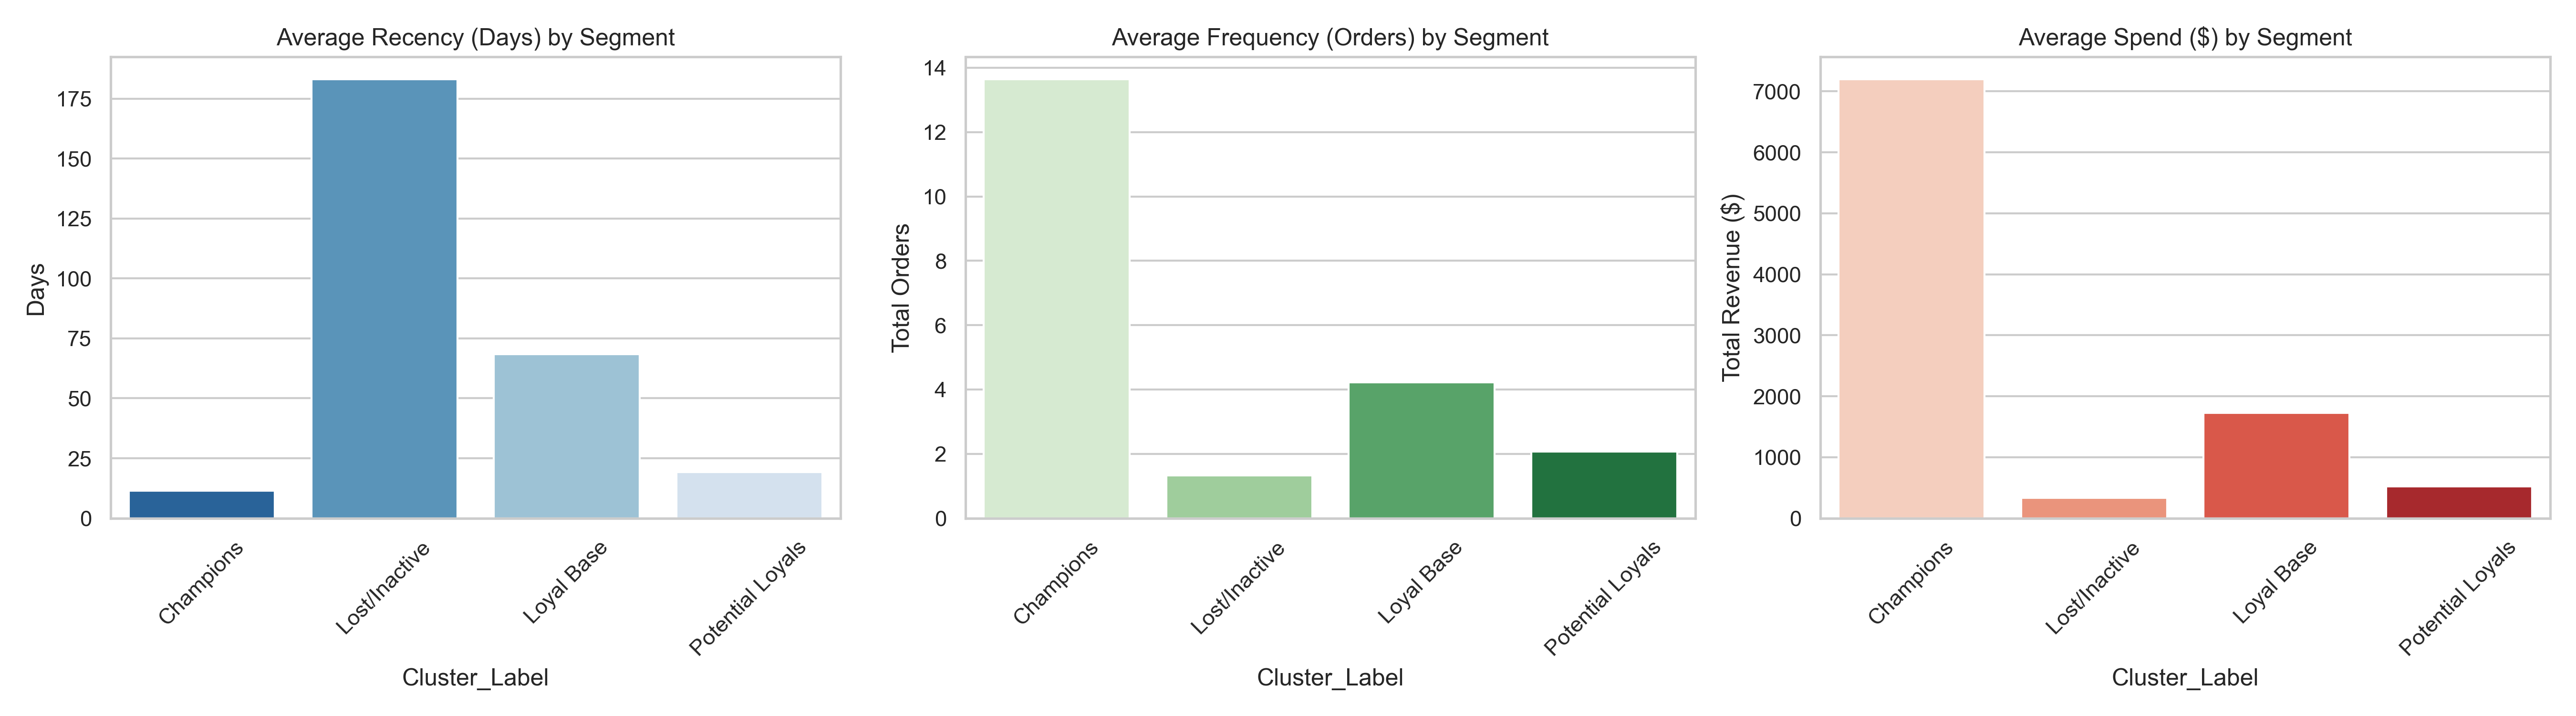 Average Recency (Days) by Segment
Days
175
150
125
100
75
50
25
0
Champions
Lost/Inactive
Loyal Base
Potential Loyals
Cluster_Label
Average Frequency (Orders) by Segment
Total Orders
14
12
10
8
6
4
2
0
Champions
Lost/Inactive
Loyal Base
Potential Loyals
Cluster_Label
Average Spend ($) by Segment
Total Revenue ($)
7000
6000
5000
4000
3000
2000
1000
0
Champions
Lost/Inactive
Loyal Base
Potential Loyals
Cluster_Label